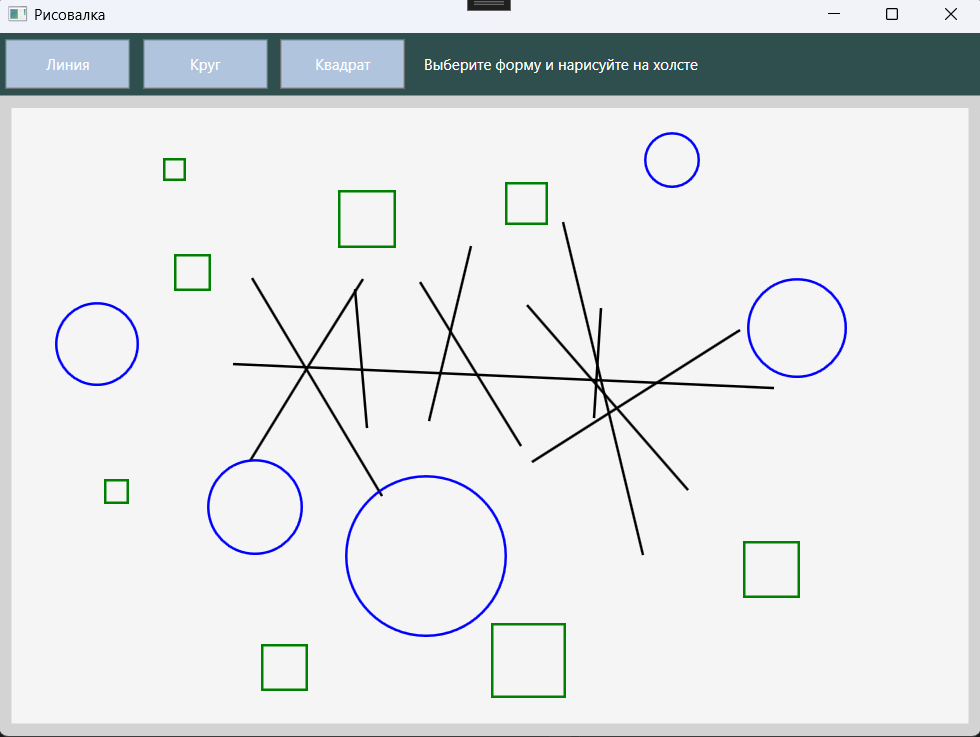 Рисовалка
Линия
Круг
Квадрат
Выберите форму и нарисуйте на холсте